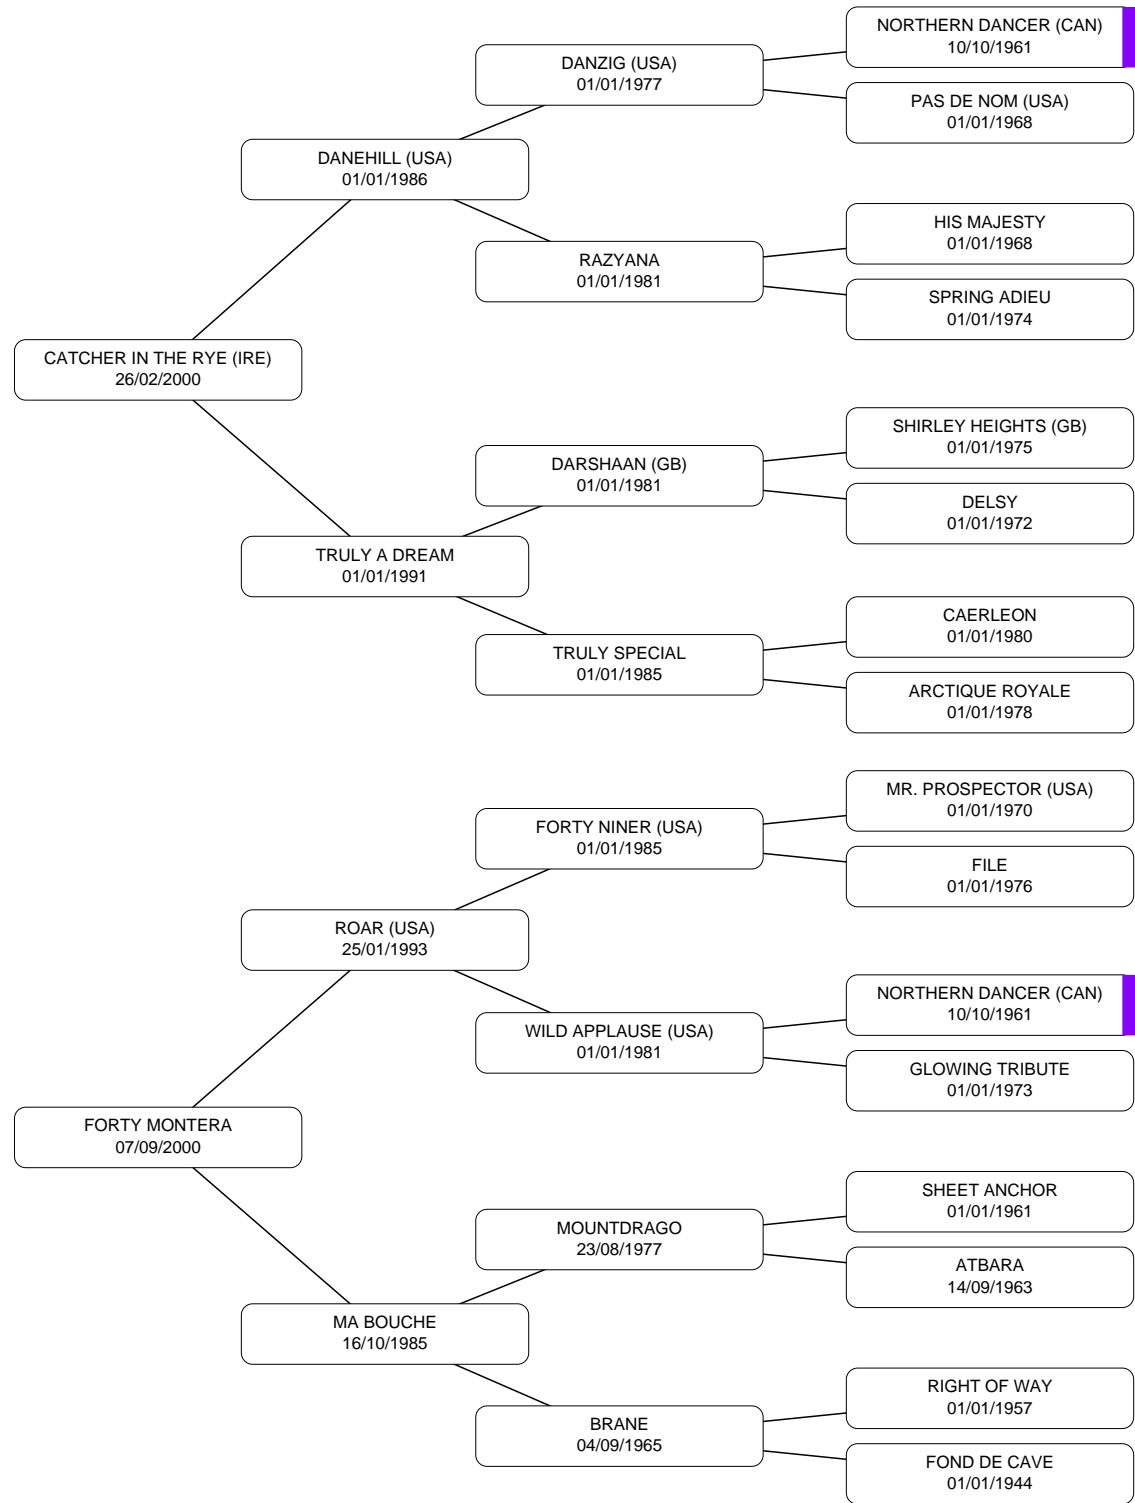 NORTHERN DANCER (CAN)
10/10/1961
DANZIG (USA)
01/01/1977
PAS DE NOM (USA)
01/01/1968
DANEHILL (USA)
01/01/1986
HIS MAJESTY
01/01/1968
RAZYANA
01/01/1981
SPRING ADIEU
01/01/1974
CATCHER IN THE RYE (IRE)
26/02/2000
SHIRLEY HEIGHTS (GB)
01/01/1975
DARSHAAN (GB)
01/01/1981
DELSY
01/01/1972
TRULY A DREAM
01/01/1991
CAERLEON
01/01/1980
TRULY SPECIAL
01/01/1985
ARCTIQUE ROYALE
01/01/1978
MR. PROSPECTOR (USA)
01/01/1970
FORTY NINER (USA)
01/01/1985
FILE
01/01/1976
ROAR (USA)
25/01/1993
NORTHERN DANCER (CAN)
10/10/1961
WILD APPLAUSE (USA)
01/01/1981
GLOWING TRIBUTE
01/01/1973
FORTY MONTERA
07/09/2000
SHEET ANCHOR
01/01/1961
MOUNTDRAGO
23/08/1977
ATBARA
14/09/1963
MA BOUCHE
16/10/1985
RIGHT OF WAY
01/01/1957
BRANE
04/09/1965
FOND DE CAVE
01/01/1944